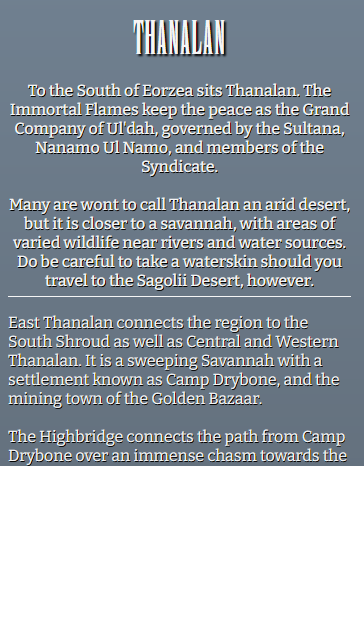 THANALAN
To the South of Eorzea sits Thanalan. The
Immortal Flames keep the peace as the Grand
Company of Ul'dah, governed by the Sultana,
Nanamo Ul Namo, and members of the
Syndicate.
Many are wont to call Thanalan an arid desert,
but it is closer to a savannah, with areas of
varied wildlife near rivers and water sources.
Do be careful to take a waterskin should you
travel to the Sagolii Desert, however.
East Thanalan connects the region to the
South Shroud as well as Central and Western
Thanalan. It is a sweeping Savannah with a
settlement known as Camp Drybone, and the
mining town of the Golden Bazaar.
The Highbridge connects the path from Camp
Drybone over an immense chasm towards the